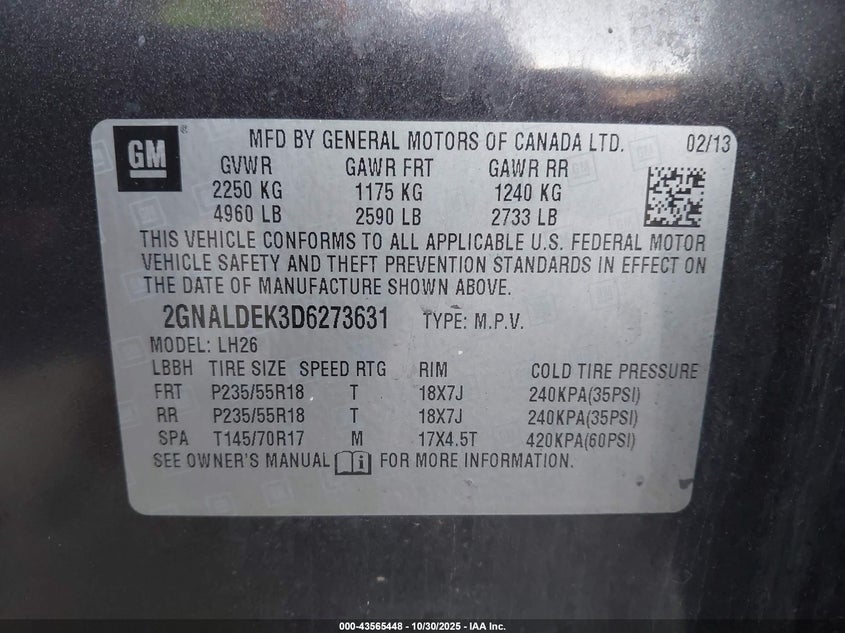 GM ® MFD BY GENERAL MOTORS OF CANADA LTD. 02/13
GVWR GAWR FRT GAWR RR
2250 KG 1175 KG 1240 KG
4960 LB 2590 LB 2733 LB
THIS VEHICLE CONFORMS TO ALL APPLICABLE U.S. FEDERAL MOTOR
VEHICLE SAFETY AND THEFT PREVENTION STANDARDS IN EFFECT ON
THE DATE OF MANUFACTURE SHOWN ABOVE.
2GNALDEK3D6273631 TYPE: M.P.V.
MODEL: LH26
LBBH TIRE SIZE SPEED RTG RIM COLD TIRE PRESSURE
FRT P235/55R18 T 18X7J 240KPA(35PSI)
RR P235/55R18 T 18X7J 240KPA(35PSI)
SPA T145/70R17 M 17X4.5T 420KPA(60PSI)
SEE OWNER'S MANUAL i FOR MORE INFORMATION.
000-43565448 - 10/30/2025 - IAA Inc.